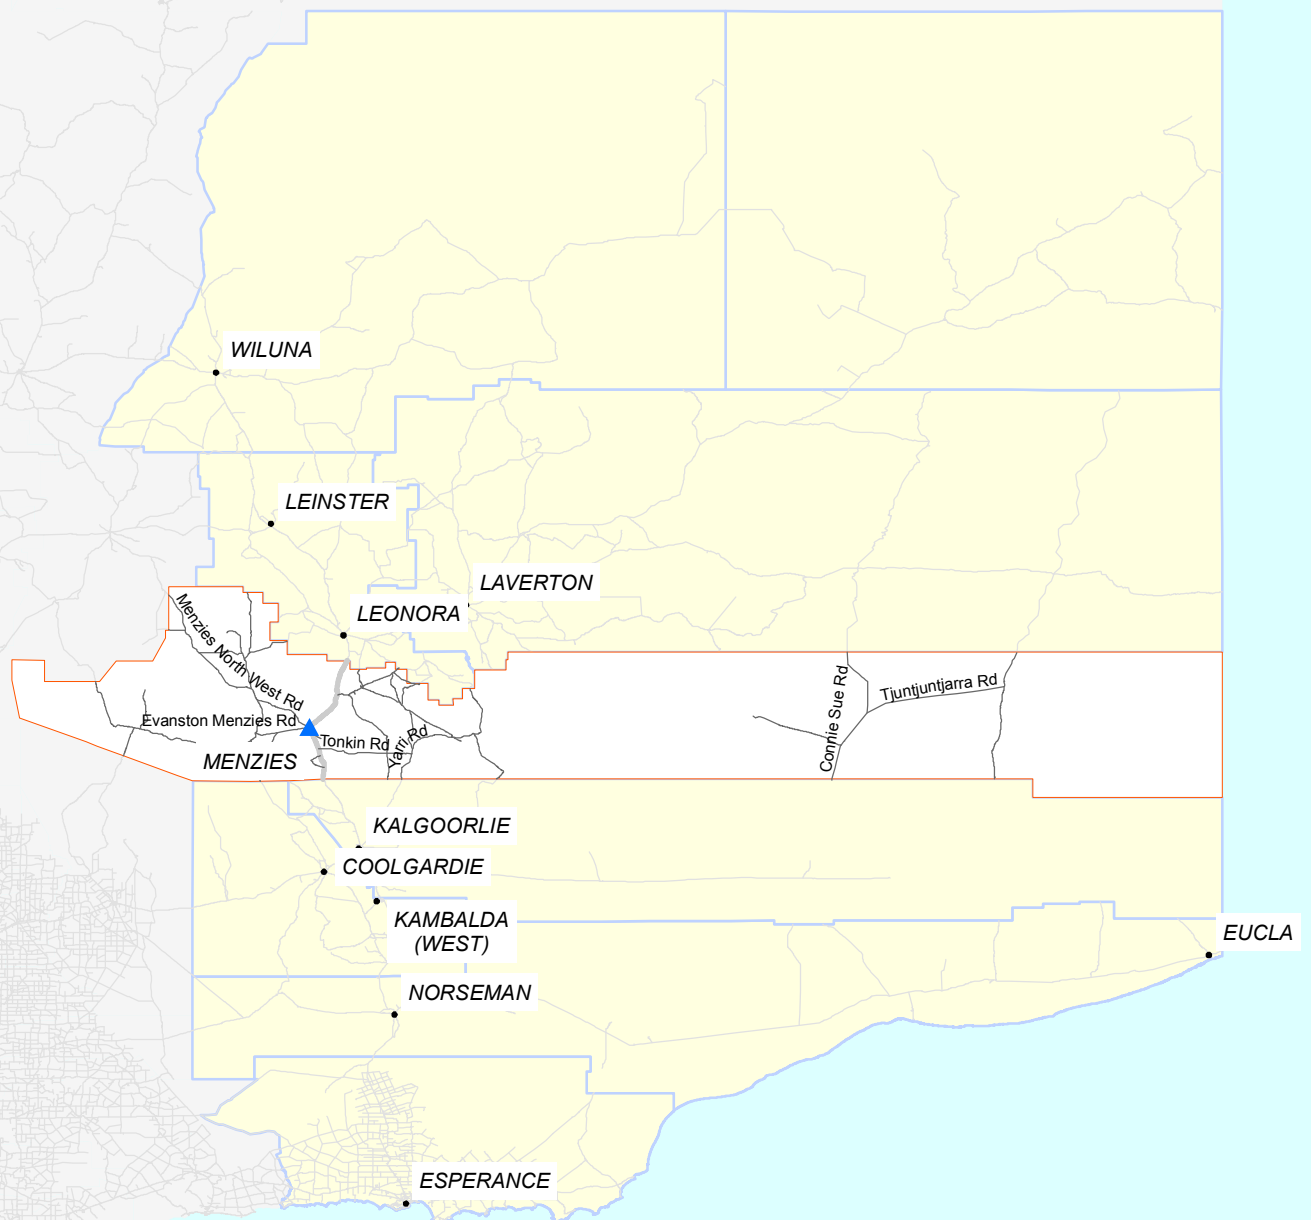 WILUNA
LEINSTER
LAVERTON
LEONORA
Menzies North West Rd
Connie Sue Rd
Tjuntjuntjarra Rd
Evanston Menzies Rd
Tonkin Rd
Yarri Rd
MENZIES
KALGOORLIE
COOLGARDIE
KAMBALDA
(WEST)
EUCLA
NORSEMAN
ESPERANCE